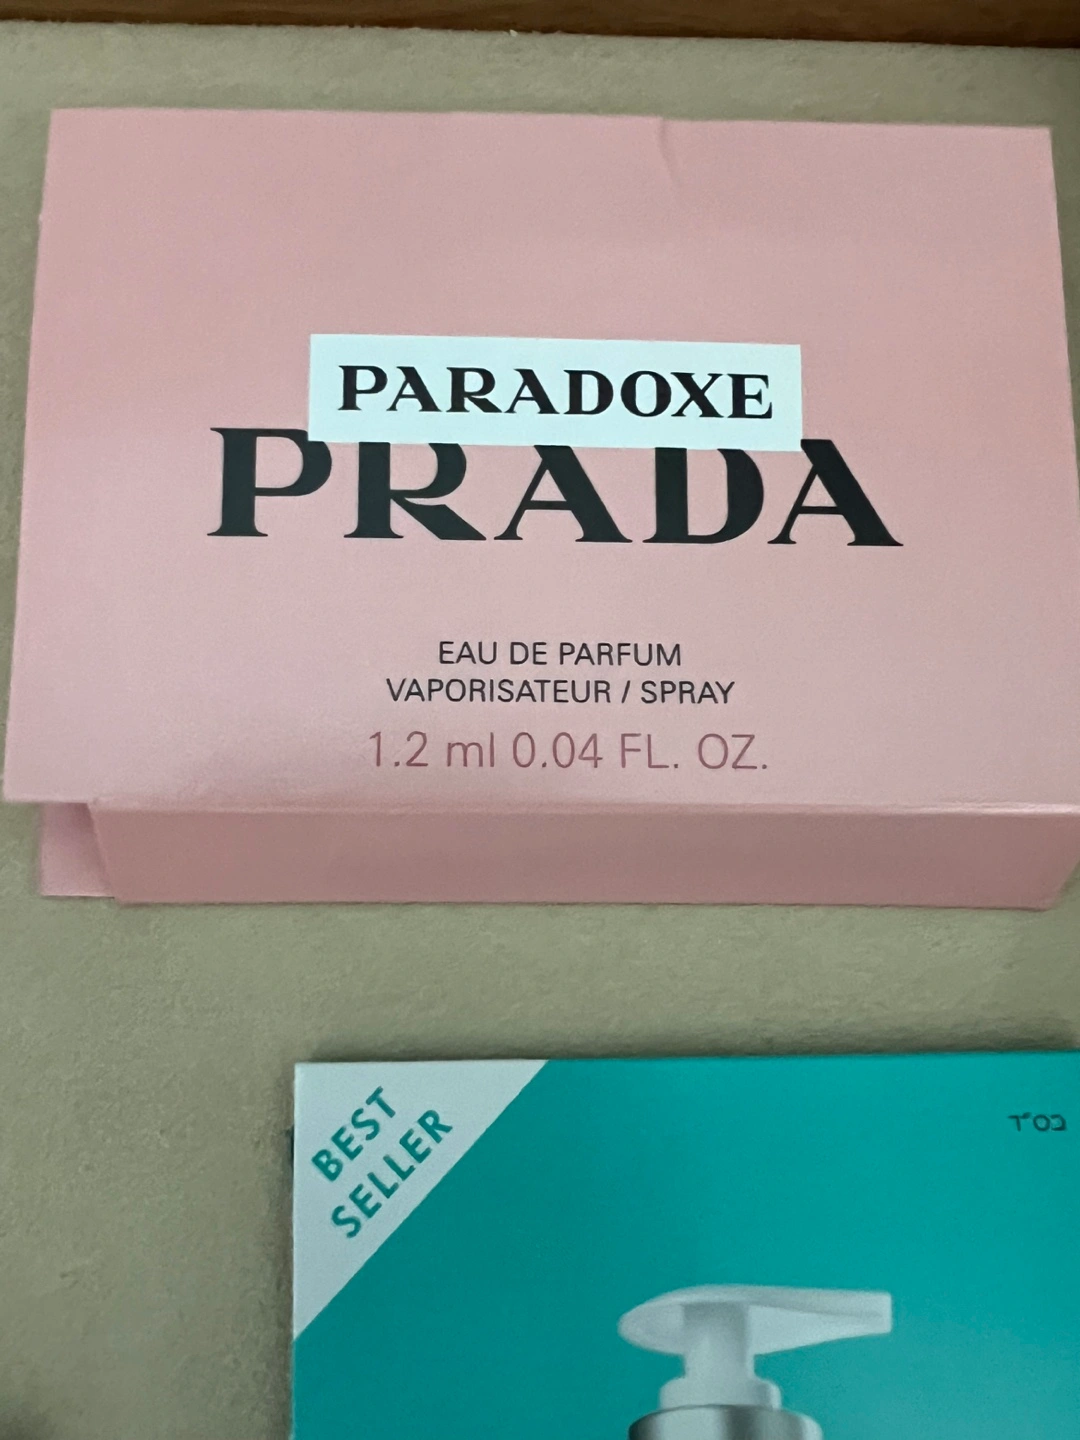 PARADOXE
PRADA
EAU DE PARFUM
VAPORISATEUR / SPRAY
1.2 ml 0.04 FL. OZ.
BEST
SELLER
בס"ד